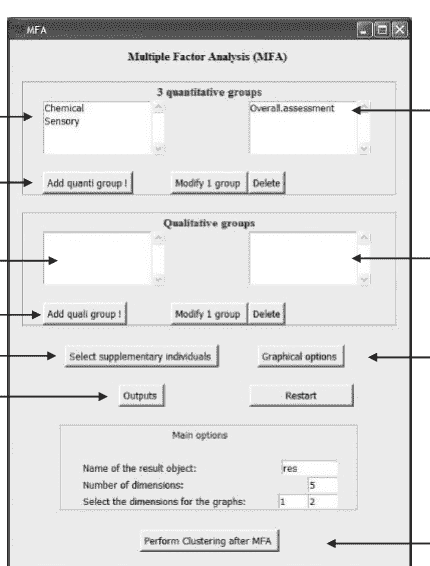 MFA
Multiple Factor Analysis (MFA)
3 quantitative groups
Chemical
Sensory
Overall.assessment
Add quanti group !
Modify 1 group
Delete
Qualitative groups
Add quali group !
Modify 1 group
Delete
Select supplementary individuals
Graphical options
Outputs
Restart
Main options
Name of the result object: res
Number of dimensions: 5
Select the dimensions for the graphs: 1 2
Perform Clustering after MFA